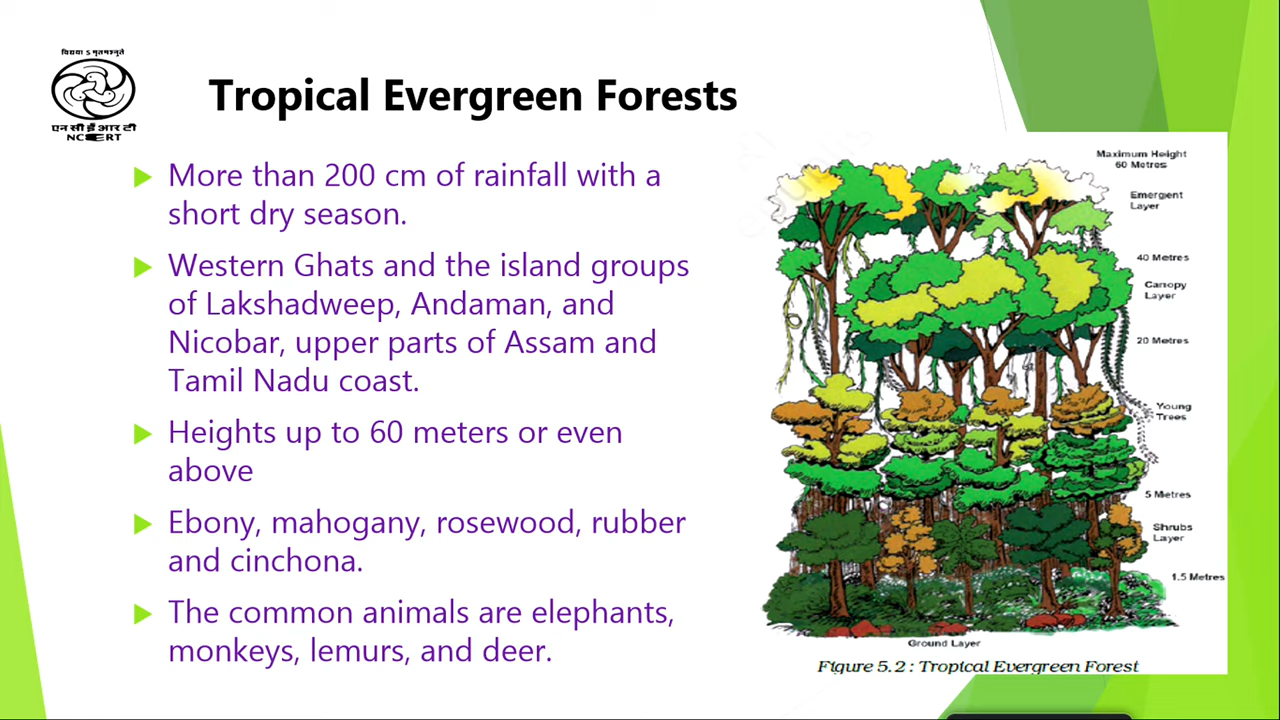 विद्यया ऽ मृतमश्नुते
एन सी ई आर टी
NCERT
Tropical Evergreen Forests
More than 200 cm of rainfall with a
short dry season.
Western Ghats and the island groups
of Lakshadweep, Andaman, and
Nicobar, upper parts of Assam and
Tamil Nadu coast.
Heights up to 60 meters or even
above
Ebony, mahogany, rosewood, rubber
and cinchona.
The common animals are elephants,
monkeys, lemurs, and deer.
Maximum Height
60 Metres
Emergent
Layer
40 Metres
Canopy
Layer
20 Metres
Young
Trees
5 Metres
Shrubs
Layer
1.5 Metres
Ground Layer
Figure 5.2 : Tropical Evergreen Forest